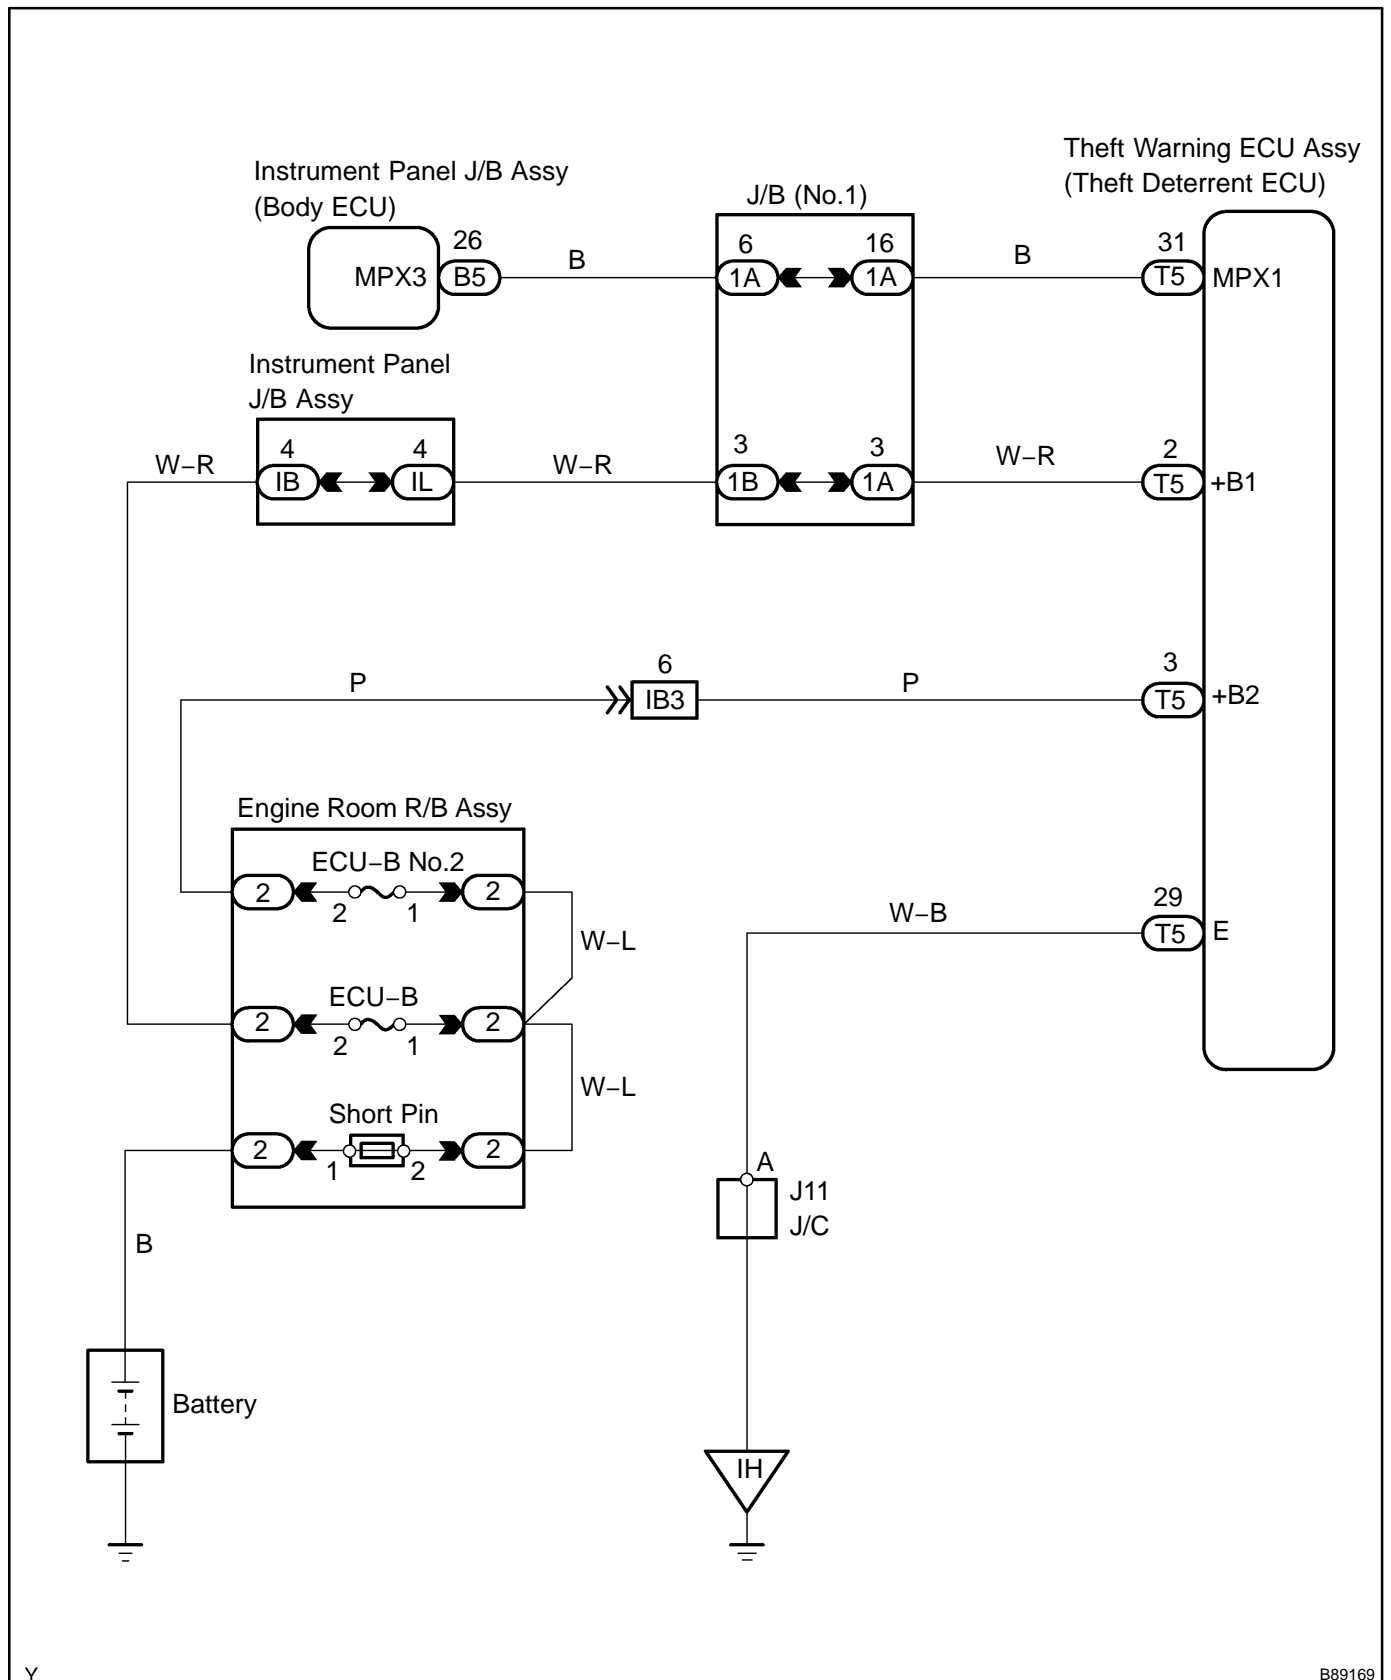 Theft Warning ECU Assy
(Theft Deterrent ECU)
Instrument Panel J/B Assy
(Body ECU)
J/B (No.1)
26
6
16
31
MPX3
B5
B
1A
1A
B
T5
MPX1
Instrument Panel
J/B Assy
4
4
3
3
2
W–R
IB
IL
W–R
1B
1A
W–R
T5
+B1
6
3
P
IB3
P
T5
+B2
Engine Room R/B Assy
ECU–B No.2
2
2
2
1
W–L
29
W–B
T5
E
ECU–B
2
2
2
1
W–L
Short Pin
2
2
1
2
A
J11
J/C
B
Battery
IH
Y
B89169